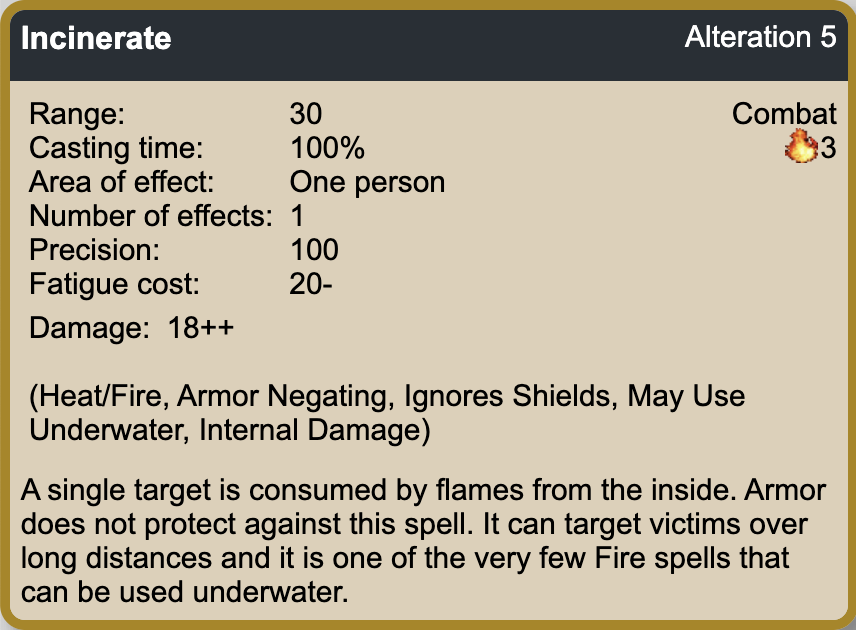 Incinerate Alteration 5
Range: 30 Combat
Casting time: 100% 3
Area of effect: One person
Number of effects: 1
Precision: 100
Fatigue cost: 20-
Damage: 18++
(Heat/Fire, Armor Negating, Ignores Shields, May Use
Underwater, Internal Damage)
A single target is consumed by flames from the inside. Armor
does not protect against this spell. It can target victims over
long distances and it is one of the very few Fire spells that
can be used underwater.